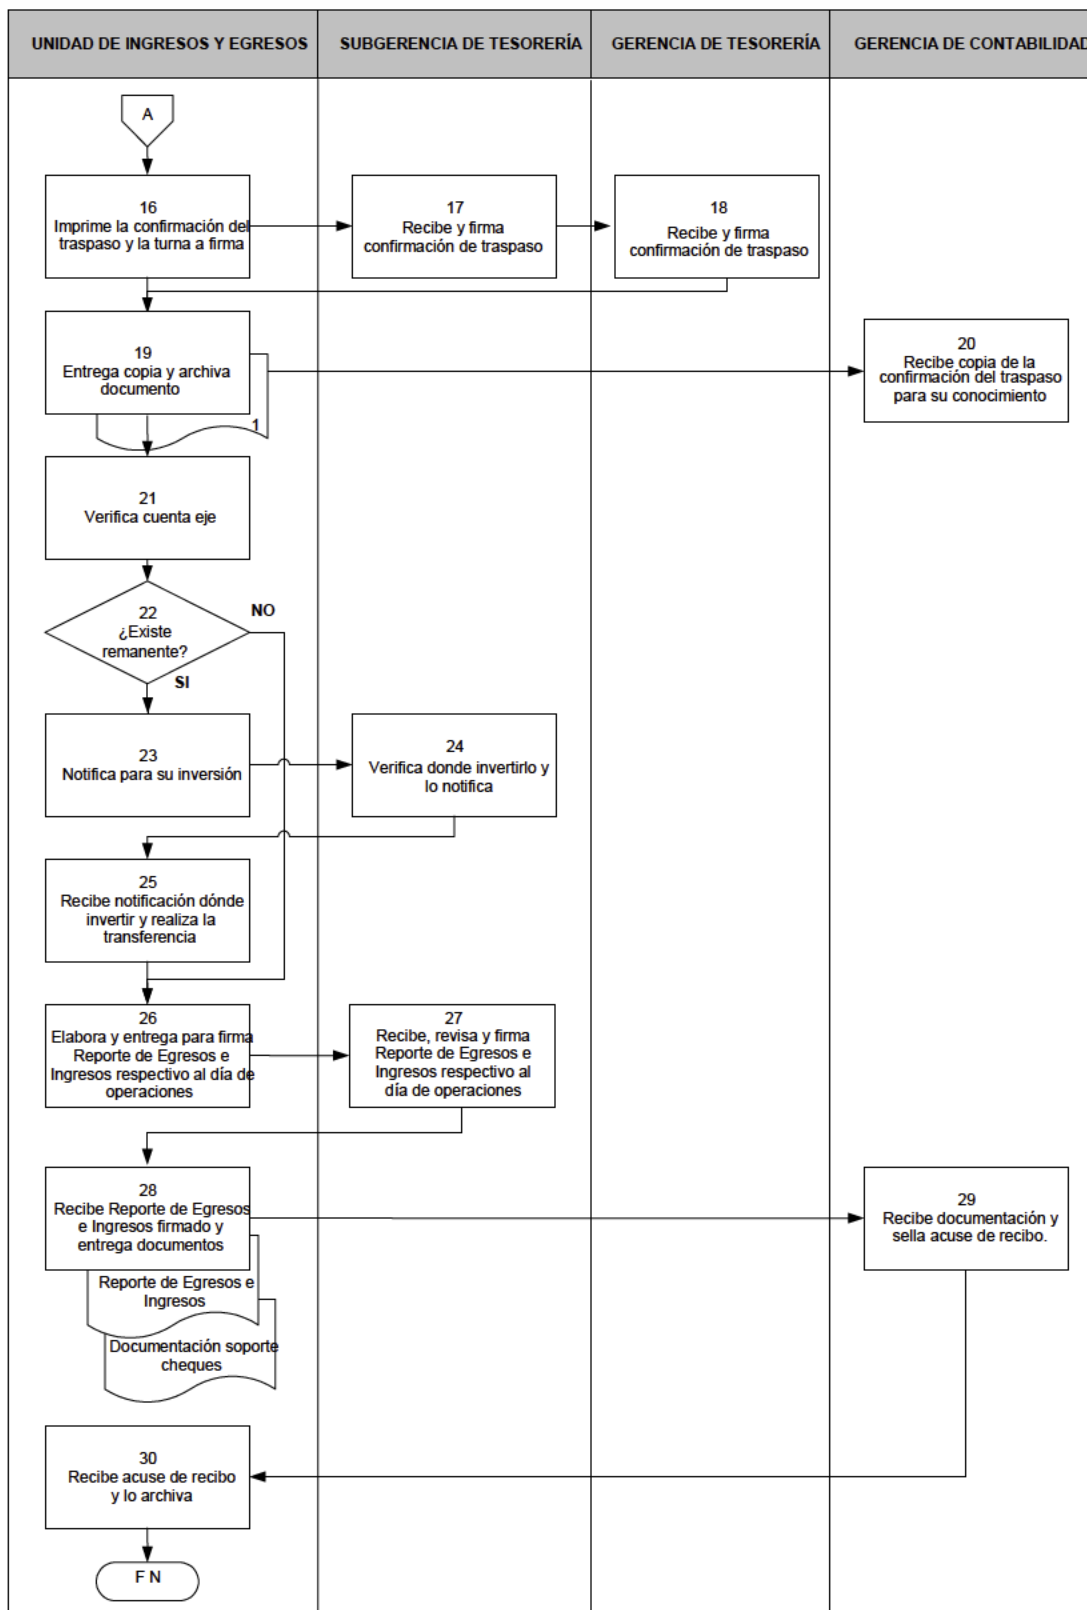 UNIDAD DE INGRESOS Y EGRESOS
SUBGERENCIA DE TESORERÍA
GERENCIA DE TESORERÍA
GERENCIA DE CONTABILIDAD
A
16
Imprime la confirmación del
traspaso y la turna a firma
17
Recibe y firma
confirmación de traspaso
18
Recibe y firma
confirmación de traspaso
19
Entrega copia y archiva
documento
1
20
Recibe copia de la
confirmación del traspaso
para su conocimiento
21
Verifica cuenta eje
22
¿Existe
remanente?
NO
SI
23
Notifica para su inversión
24
Verifica donde invertirlo y
lo notifica
25
Recibe notificación dónde
invertir y realiza la
transferencia
26
Elabora y entrega para firma
Reporte de Egresos e
Ingresos respectivo al día de
operaciones
27
Recibe, revisa y firma
Reporte de Egresos e
Ingresos respectivo al
día de operaciones
28
Recibe Reporte de Egresos
e Ingresos firmado y
entrega documentos
Reporte de Egresos e
Ingresos
Documentación soporte
cheques
29
Recibe documentación y
sella acuse de recibo.
30
Recibe acuse de recibo
y lo archiva
F N